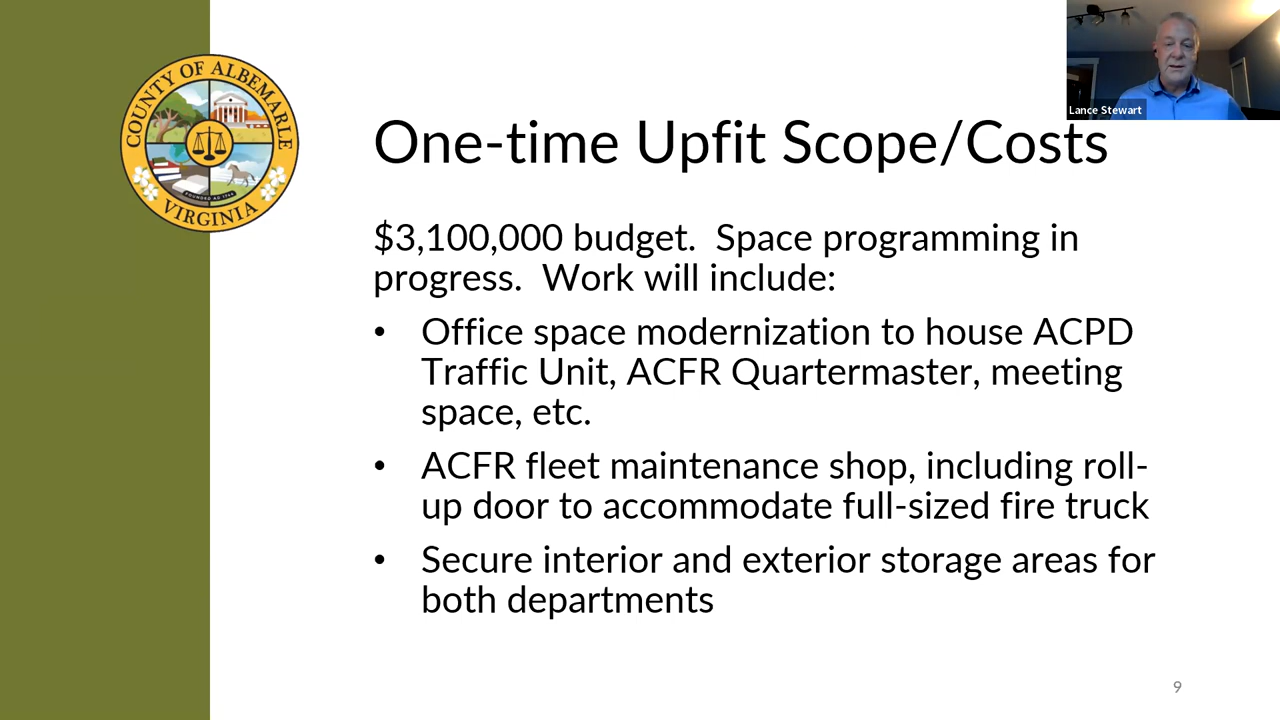 COUNTY OF ALBEMARLE
VIRGINIA
Lance Stewart
One-time Upfit Scope/Costs
$3,100,000 budget.  Space programming in
progress.  Work will include:
• Office space modernization to house ACPD
Traffic Unit, ACFR Quartermaster, meeting
space, etc.
• ACFR fleet maintenance shop, including roll-
up door to accommodate full-sized fire truck
• Secure interior and exterior storage areas for
both departments
9